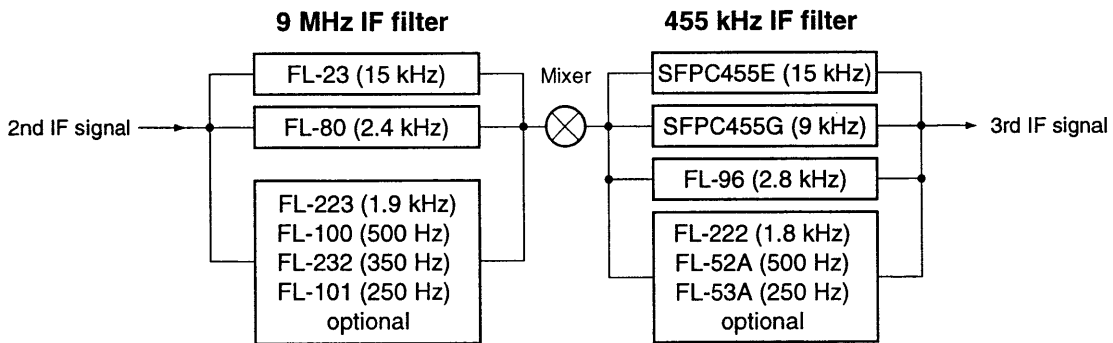 9 MHz IF filter
455 kHz IF filter
FL-23 (15 kHz)
Mixer
SFPC455E (15 kHz)
2nd IF signal
FL-80 (2.4 kHz)
SFPC455G (9 kHz)
3rd IF signal
FL-96 (2.8 kHz)
FL-223 (1.9 kHz)
FL-100 (500 Hz)
FL-232 (350 Hz)
FL-101 (250 Hz)
optional
FL-222 (1.8 kHz)
FL-52A (500 Hz)
FL-53A (250 Hz)
optional